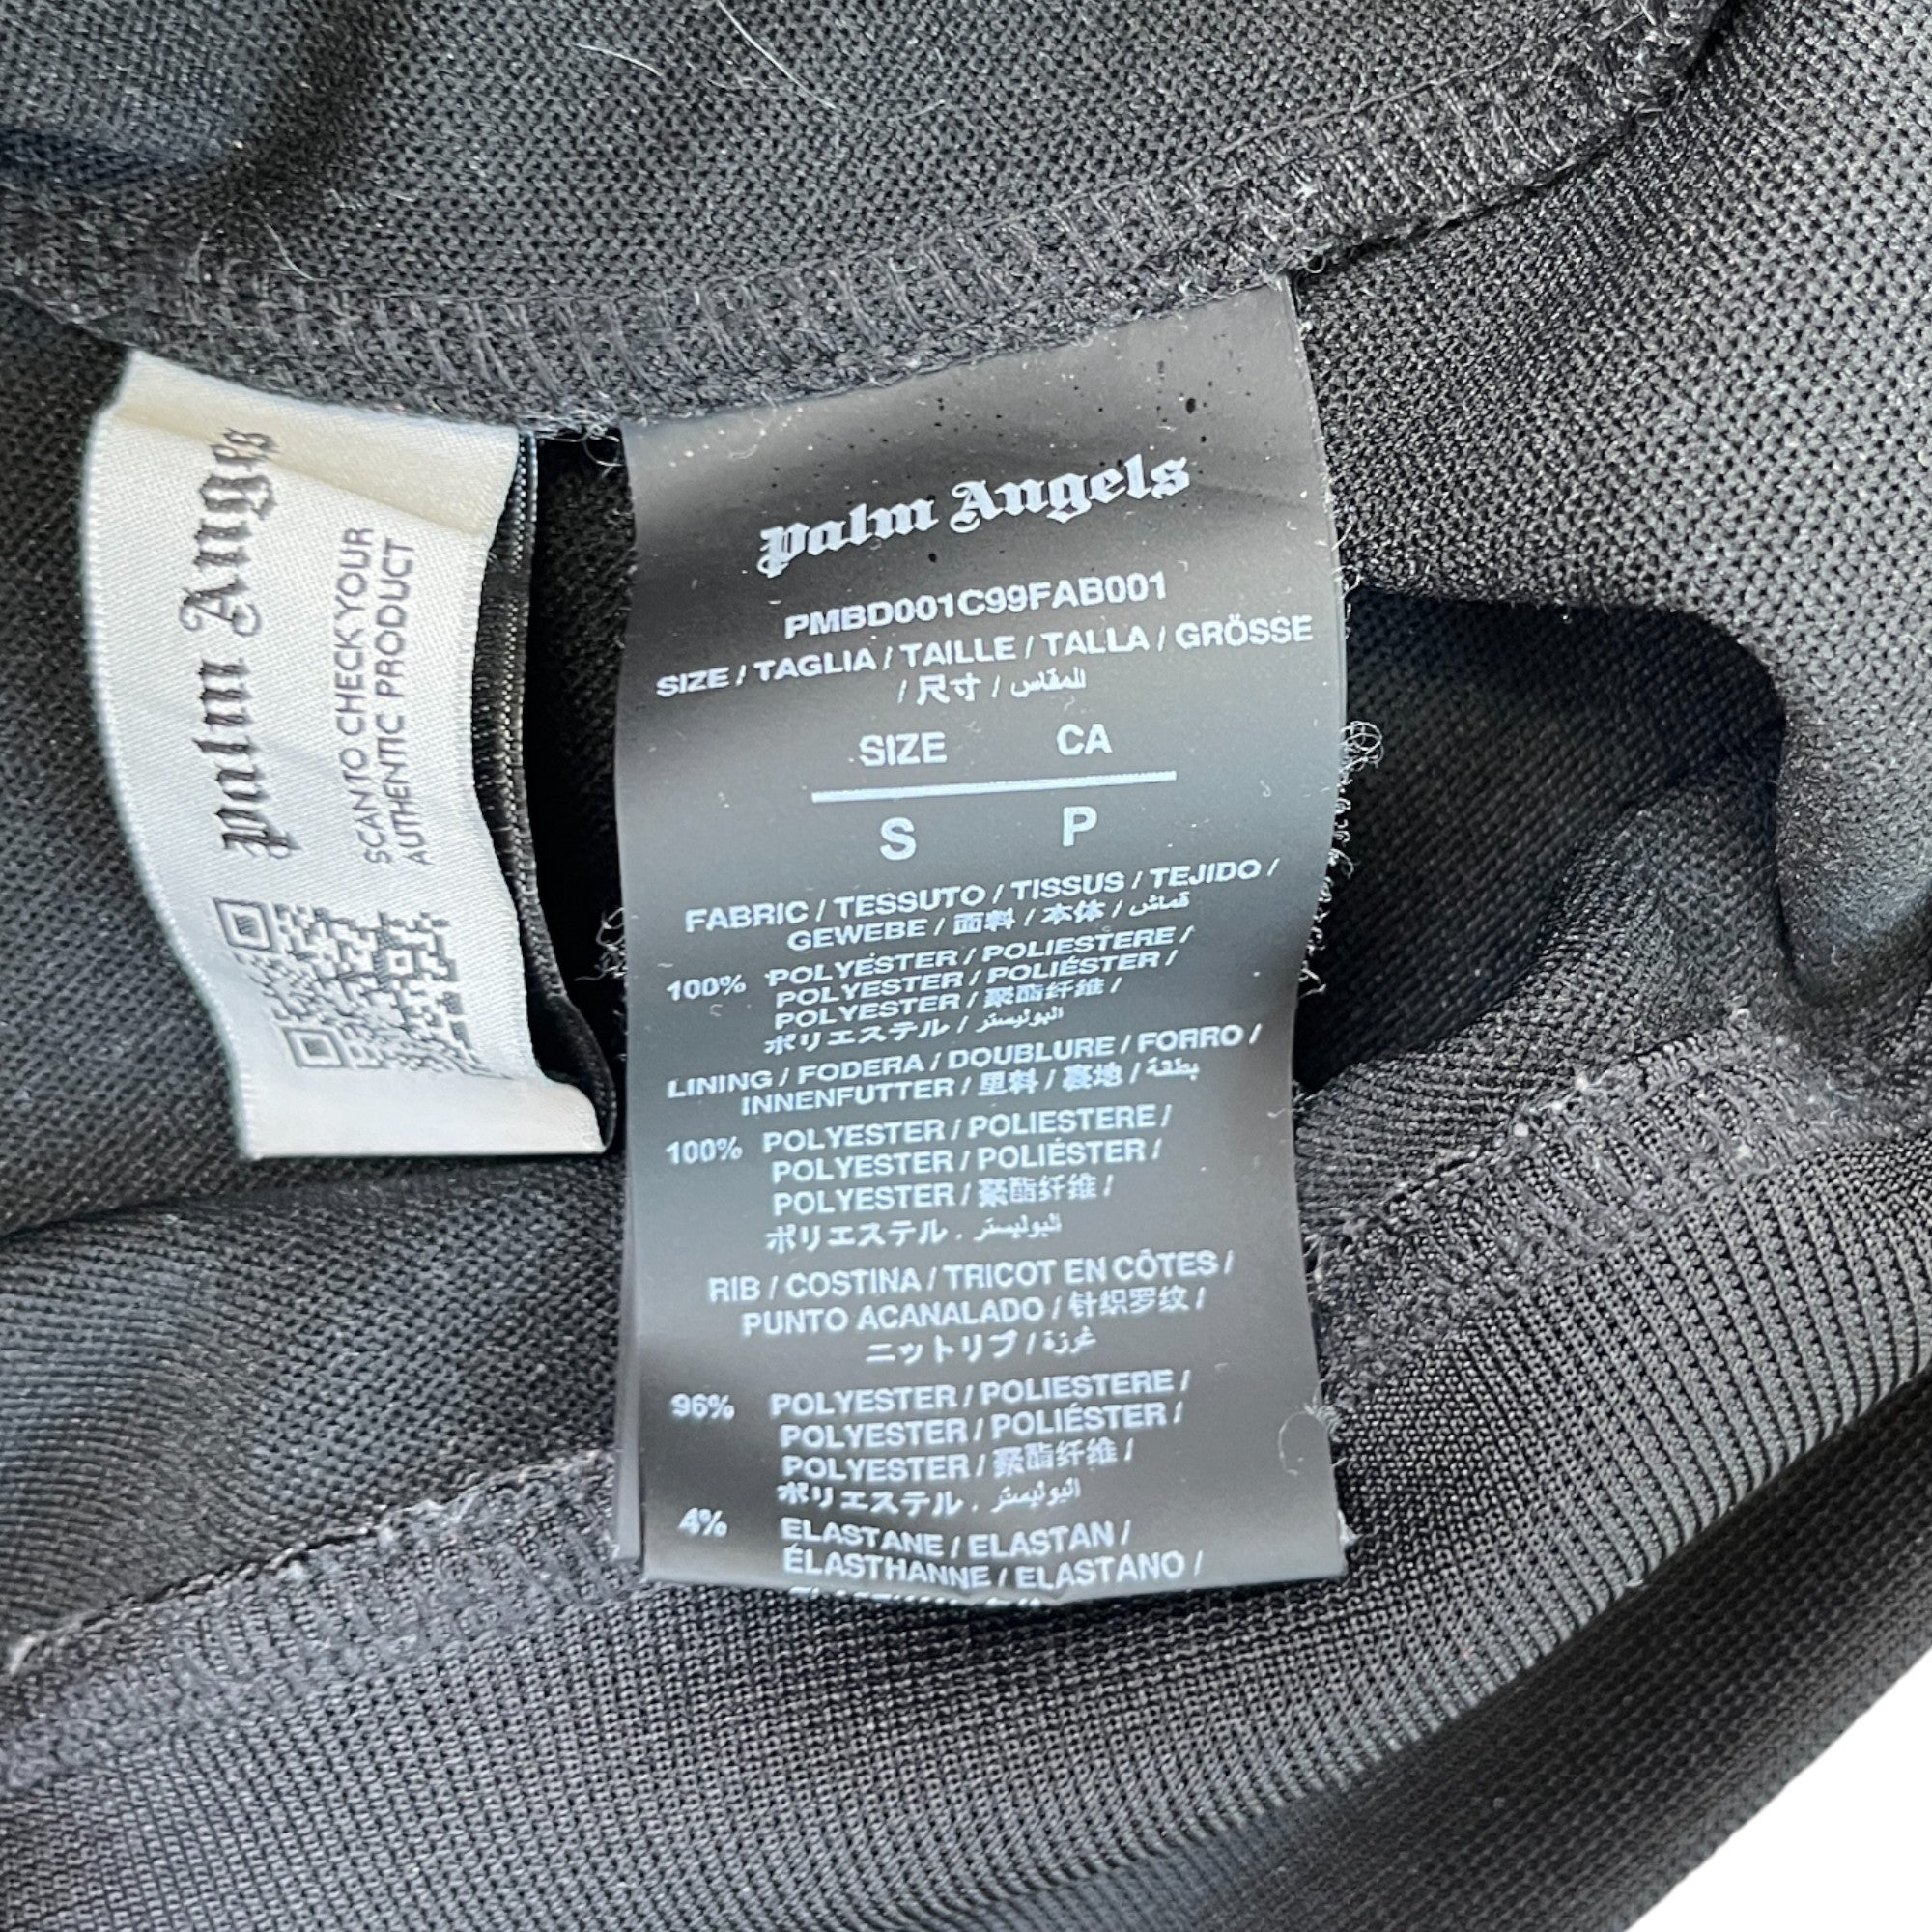 Palm Angels
SCAN TO CHECK YOUR
AUTHENTIC PRODUCT
Palm Angels
PMBD001C99FAB001
SIZE / TAGLIA / TAILLE / TALLA / GRÖSSE
/ 尺寸 / المقاس
SIZE CA
S P
FABRIC / TESSUTO / TISSUS / TEJIDO /
GEWEBE / 面料 / 本体 / قماش
100% POLYESTER / POLIESTERE /
POLYESTER / POLIÉSTER /
POLYESTER / 聚酯纤维 /
ポリエステル / البوليستر
LINING / FODERA / DOUBLURE / FORRO /
INNENFUTTER / 里料 / 裏地 / بطقة
100% POLYESTER / POLIESTERE /
POLYESTER / POLIÉSTER /
POLYESTER / 聚酯纤维 /
ポリエステル . البوليستر
RIB / COSTINA / TRICOT EN CÔTES /
PUNTO ACANALADO / 针织罗纹 /
ニットリブ / غرزة
96% POLYESTER / POLIESTERE /
POLYESTER / POLIÉSTER /
POLYESTER / 聚酯纤维 /
ポリエステル . البوليستر
4% ELASTANE / ELASTAN /
ÉLASTHANNE / ELASTANO /